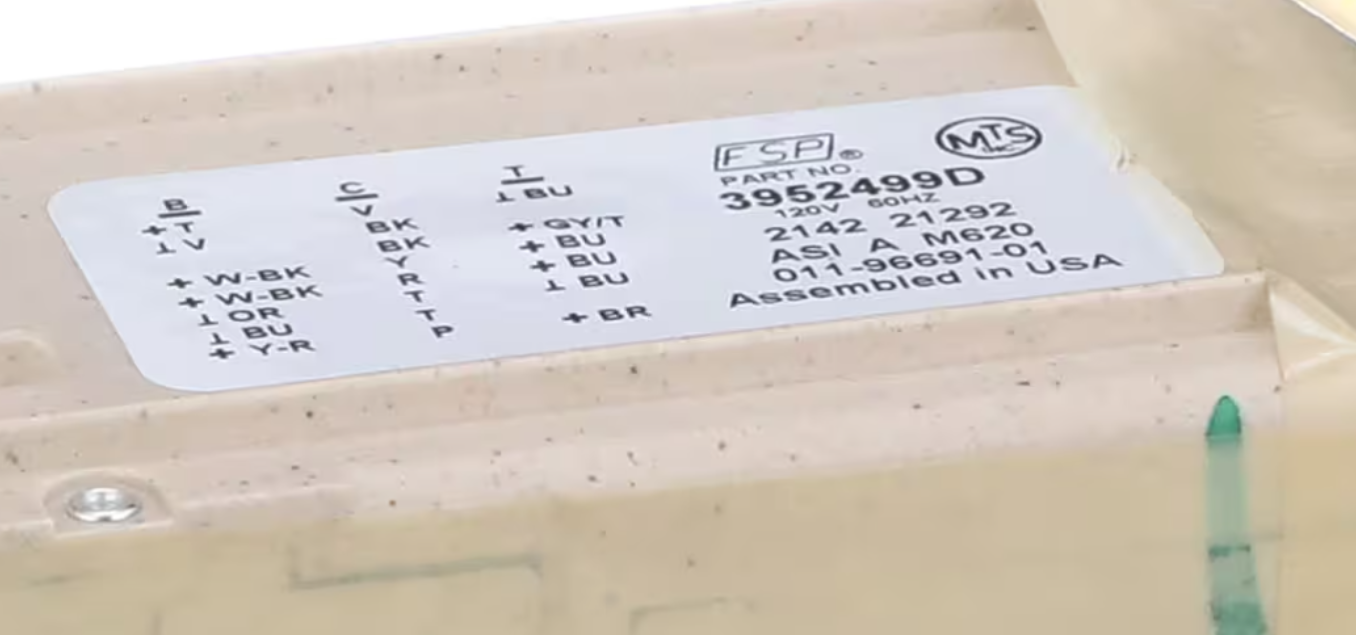 B
+ T
⊥ V
+ W-BK
+ W-BK
⊥ OR
⊥ BU
+ Y-R
C
V
BK
BK
Y
R
T
T
P
T
⊥ BU
+ GY/T
+ BU
+ BU
⊥ BU
+ BR
FSP®
MTS INC.
PART NO.
3952499D
120V 60HZ
2142 21292
ASI A M620
011-96691-01
Assembled in USA